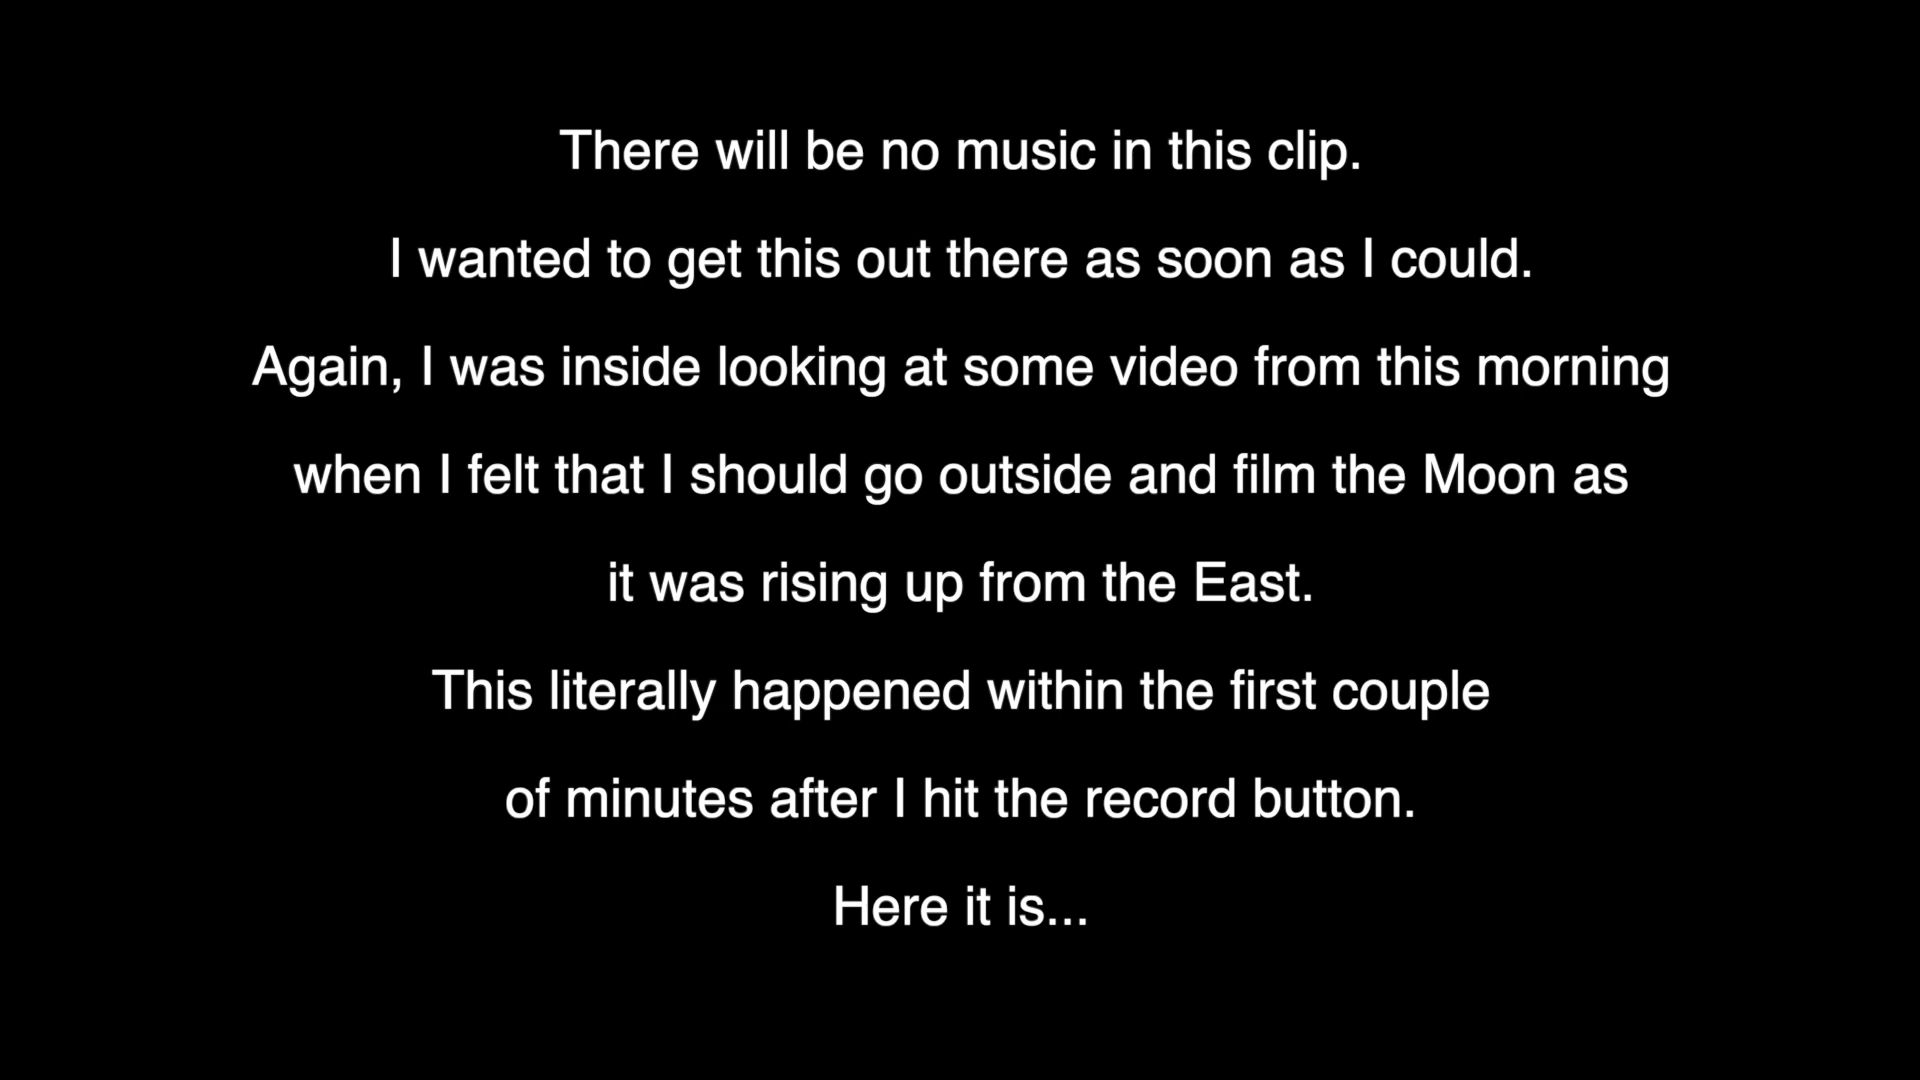 There will be no music in this clip.
I wanted to get this out there as soon as I could.
Again, I was inside looking at some video from this morning
when I felt that I should go outside and film the Moon as
it was rising up from the East.
This literally happened within the first couple
of minutes after I hit the record button.
Here it is...